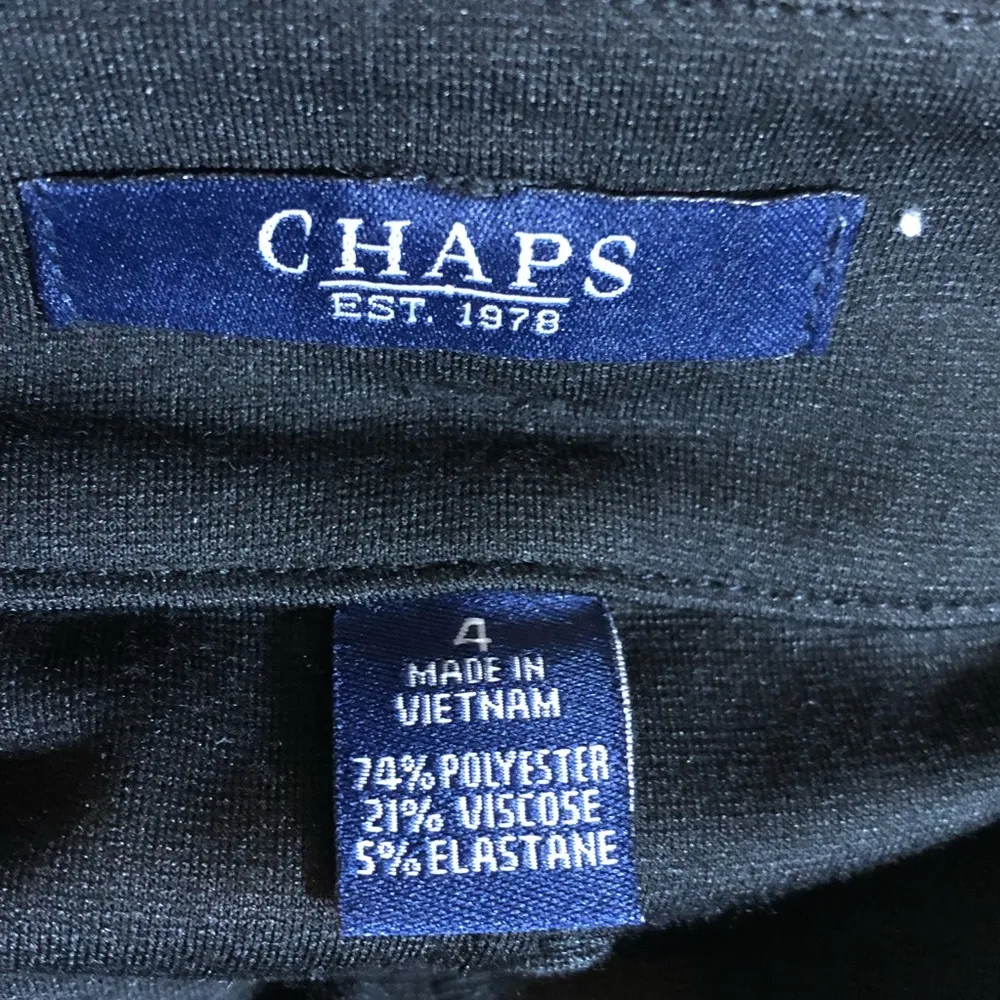 CHAPS
EST. 1978
4
MADE IN
VIETNAM
74% POLYESTER
21% VISCOSE
5% ELASTANE